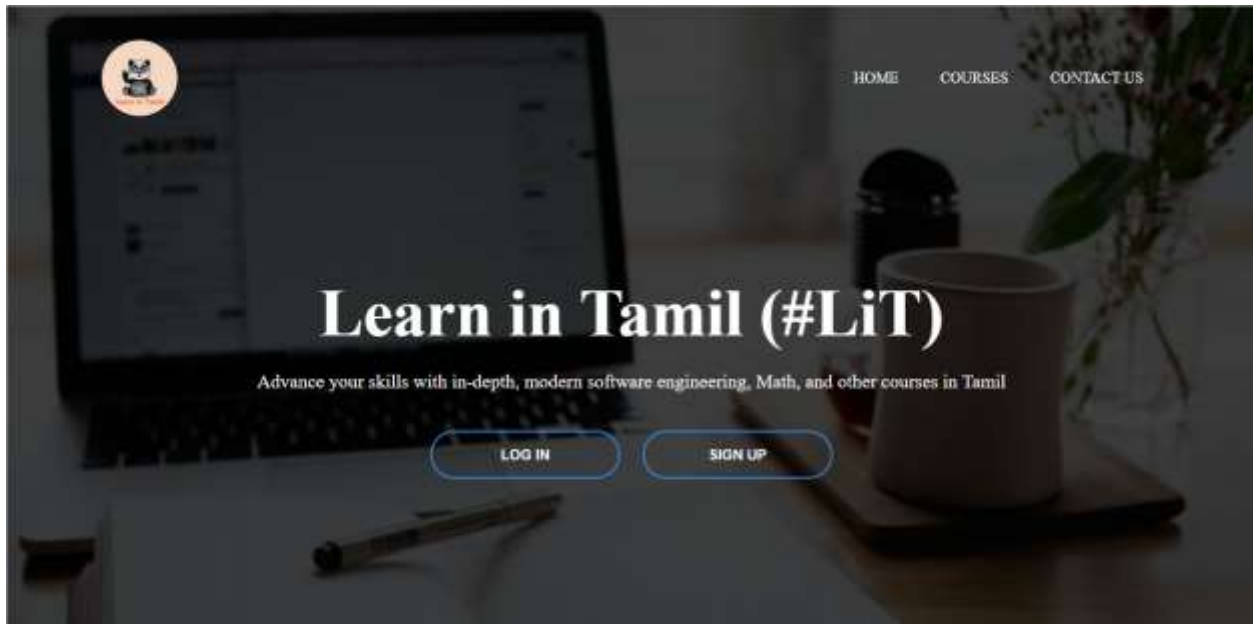 HOME COURSES CONTACT US
Learn in Tamil (#LiT)
Advance your skills with in-depth, modern software engineering, Math, and other courses in Tamil
LOG IN SIGN UP